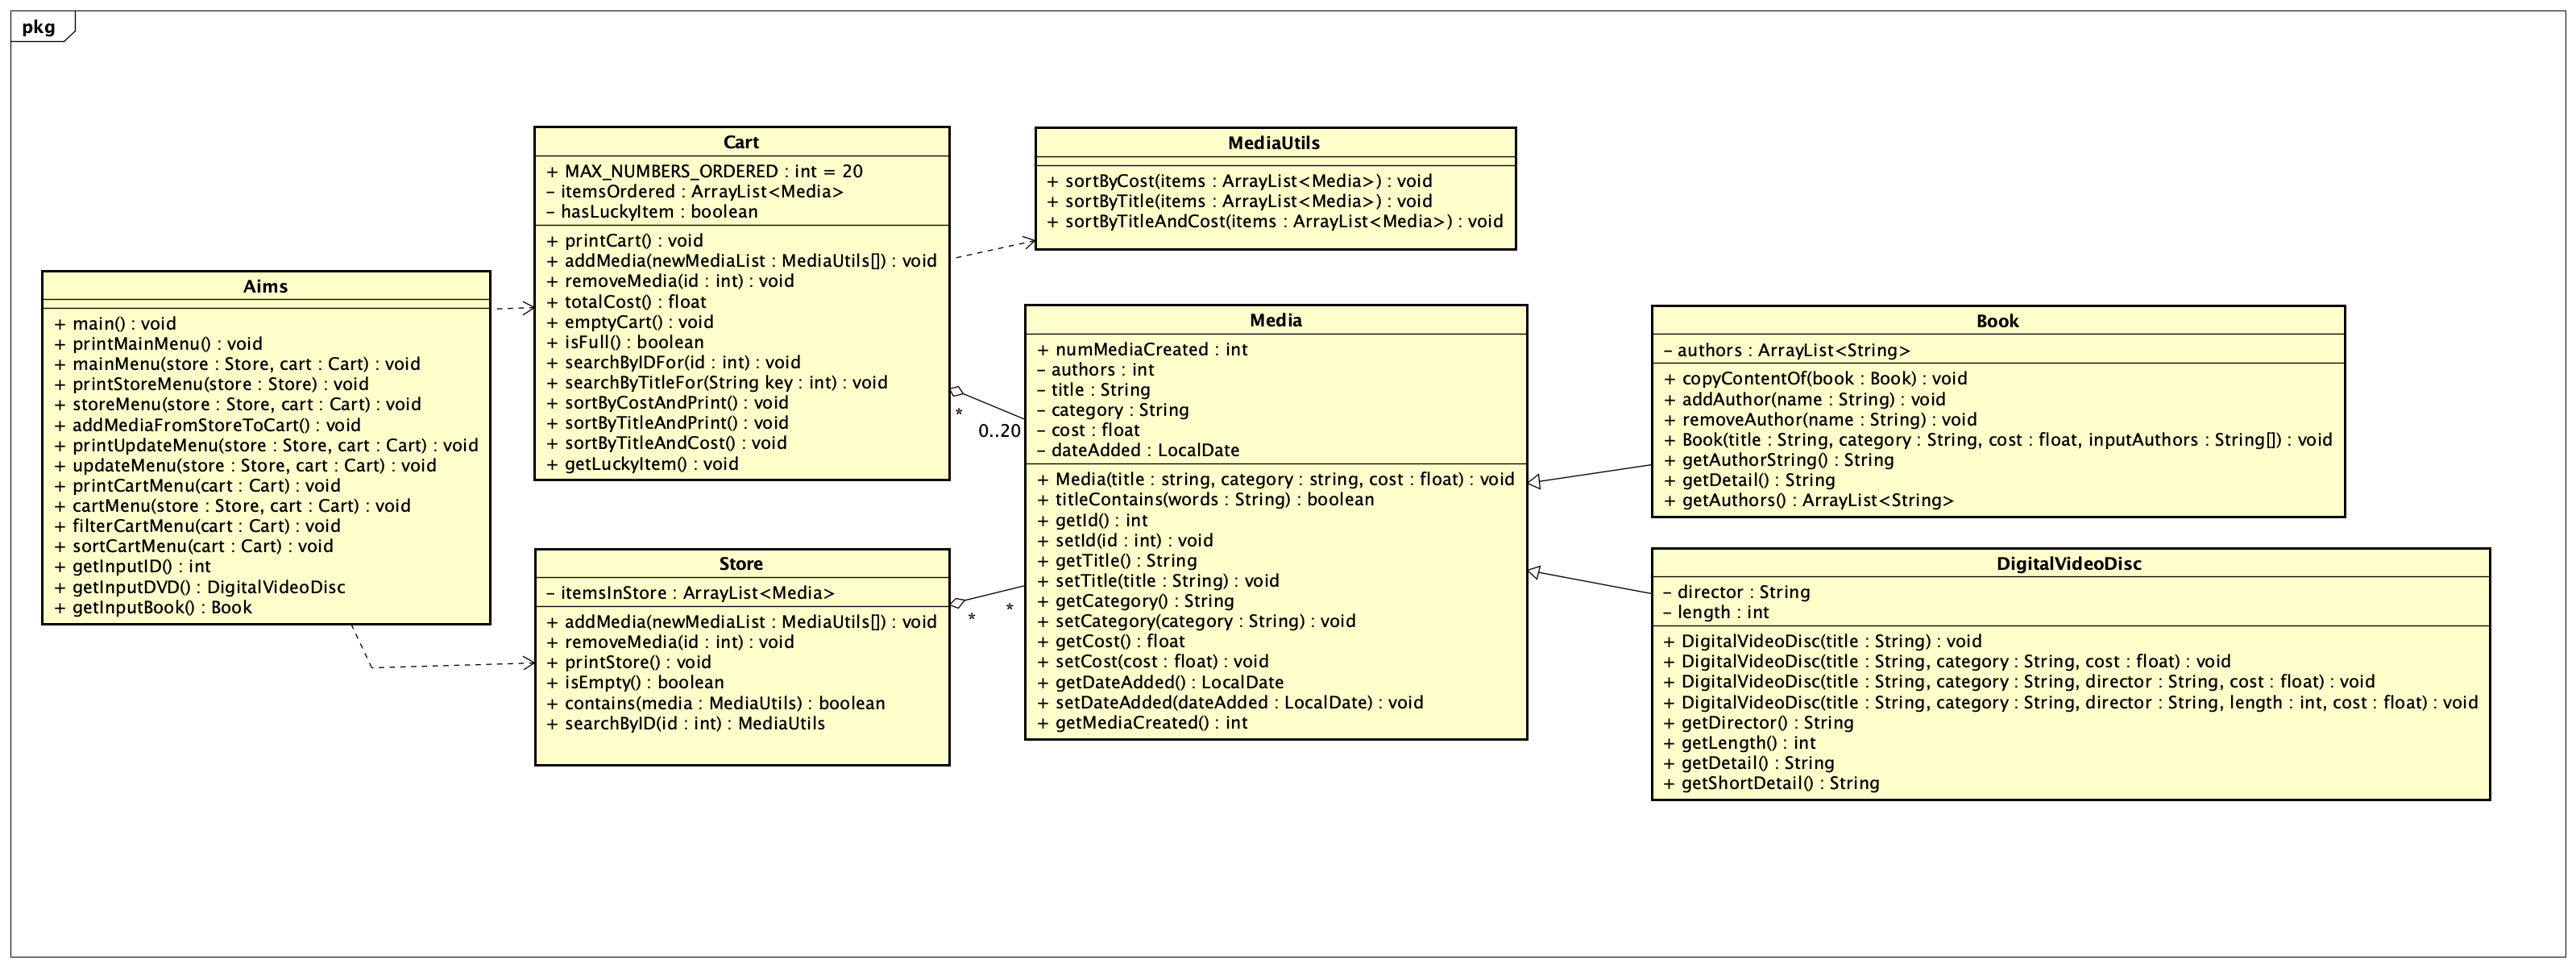 pkg
Aims
+ main() : void
+ printMainMenu() : void
+ mainMenu(store : Store, cart : Cart) : void
+ printStoreMenu(store : Store) : void
+ storeMenu(store : Store, cart : Cart) : void
+ addMediaFromStoreToCart() : void
+ printUpdateMenu(store : Store, cart : Cart) : void
+ updateMenu(store : Store, cart : Cart) : void
+ printCartMenu(cart : Cart) : void
+ cartMenu(store : Store, cart : Cart) : void
+ filterCartMenu(cart : Cart) : void
+ sortCartMenu(cart : Cart) : void
+ getInputID() : int
+ getInputDVD() : DigitalVideoDisc
+ getInputBook() : Book
Cart
+ MAX_NUMBERS_ORDERED : int = 20
– itemsOrdered : ArrayList<Media>
– hasLuckyItem : boolean
+ printCart() : void
+ addMedia(newMediaList : MediaUtils[]) : void
+ removeMedia(id : int) : void
+ totalCost() : float
+ emptyCart() : void
+ isFull() : boolean
+ searchByIDFor(id : int) : void
+ searchByTitleFor(String key : int) : void
+ sortByCostAndPrint() : void
+ sortByTitleAndPrint() : void
+ sortByTitleAndCost() : void
+ getLuckyItem() : void
*
0..20
Store
– itemsInStore : ArrayList<Media>
+ addMedia(newMediaList : MediaUtils[]) : void
+ removeMedia(id : int) : void
+ printStore() : void
+ isEmpty() : boolean
+ contains(media : MediaUtils) : boolean
+ searchByID(id : int) : MediaUtils
*
*
MediaUtils
+ sortByCost(items : ArrayList<Media>) : void
+ sortByTitle(items : ArrayList<Media>) : void
+ sortByTitleAndCost(items : ArrayList<Media>) : void
Media
+ numMediaCreated : int
– authors : int
– title : String
– category : String
– cost : float
– dateAdded : LocalDate
+ Media(title : string, category : string, cost : float) : void
+ titleContains(words : String) : boolean
+ getId() : int
+ setId(id : int) : void
+ getTitle() : String
+ setTitle(title : String) : void
+ getCategory() : String
+ setCategory(category : String) : void
+ getCost() : float
+ setCost(cost : float) : void
+ getDateAdded() : LocalDate
+ setDateAdded(dateAdded : LocalDate) : void
+ getMediaCreated() : int
Book
– authors : ArrayList<String>
+ copyContentOf(book : Book) : void
+ addAuthor(name : String) : void
+ removeAuthor(name : String) : void
+ Book(title : String, category : String, cost : float, inputAuthors : String[]) : void
+ getAuthorString() : String
+ getDetail() : String
+ getAuthors() : ArrayList<String>
DigitalVideoDisc
– director : String
– length : int
+ DigitalVideoDisc(title : String) : void
+ DigitalVideoDisc(title : String, category : String, cost : float) : void
+ DigitalVideoDisc(title : String, category : String, director : String, cost : float) : void
+ DigitalVideoDisc(title : String, category : String, director : String, length : int, cost : float) : void
+ getDirector() : String
+ getLength() : int
+ getDetail() : String
+ getShortDetail() : String